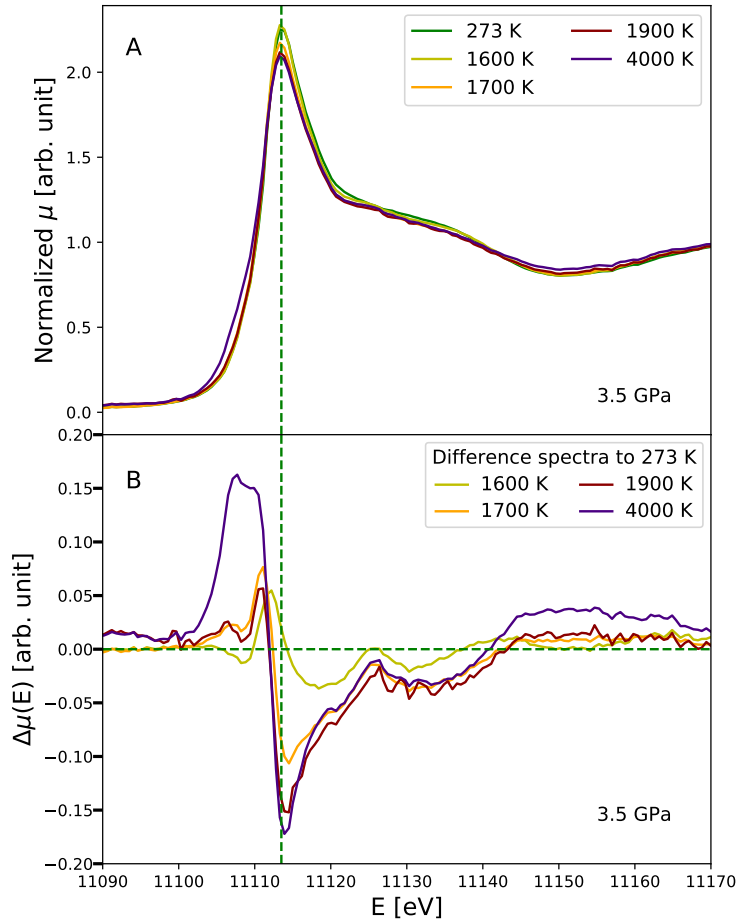 A
273 K
1600 K
1700 K
1900 K
4000 K
Normalized μ [arb. unit]
2.0
1.5
1.0
0.5
0.0
3.5 GPa
B
Difference spectra to 273 K
1600 K
1700 K
1900 K
4000 K
Δμ(E) [arb. unit]
0.20
0.15
0.10
0.05
0.00
−0.05
−0.10
−0.15
−0.20
3.5 GPa
11090 11100 11110 11120 11130 11140 11150 11160 11170
E [eV]